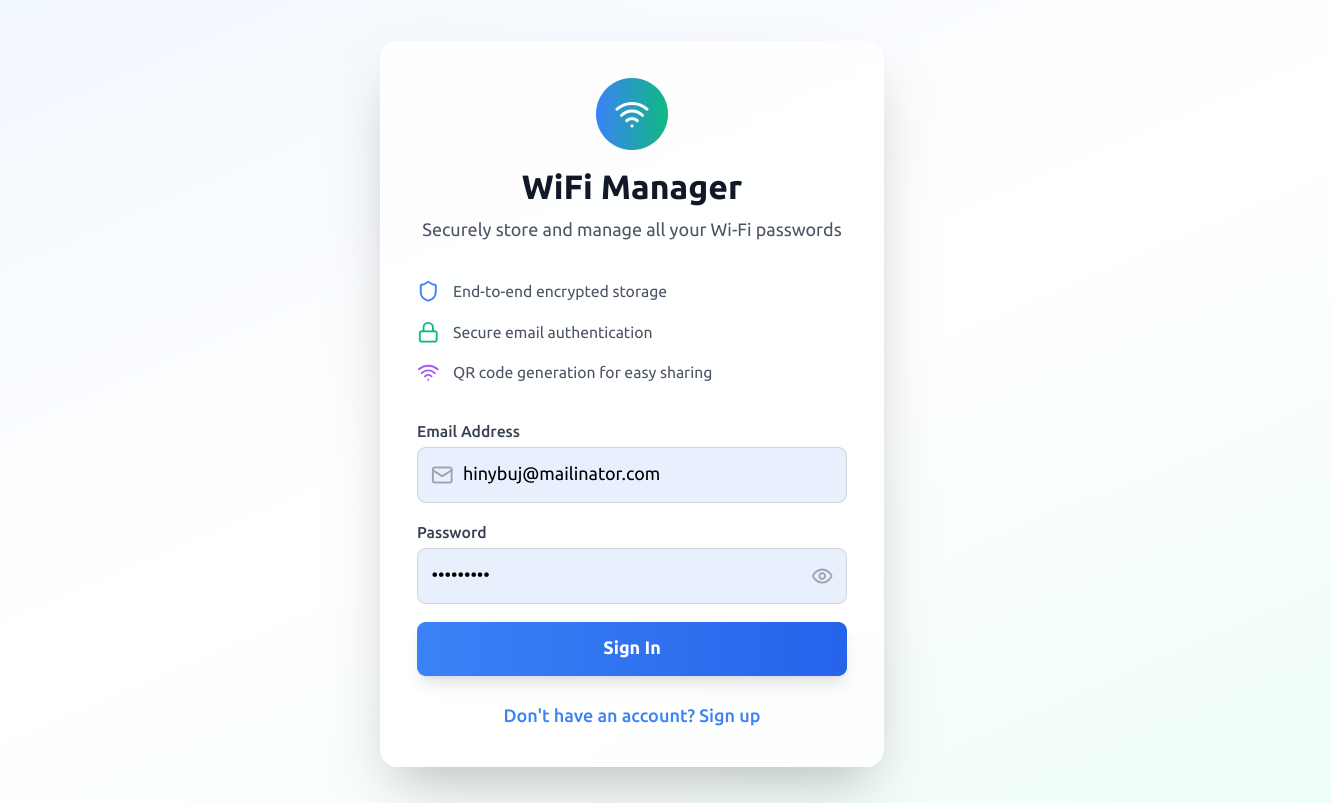 WiFi Manager
Securely store and manage all your Wi-Fi passwords
End-to-end encrypted storage
Secure email authentication
QR code generation for easy sharing
Email Address
hinybuj@mailinator.com
Password
•••••••••
Sign In
Don't have an account? Sign up